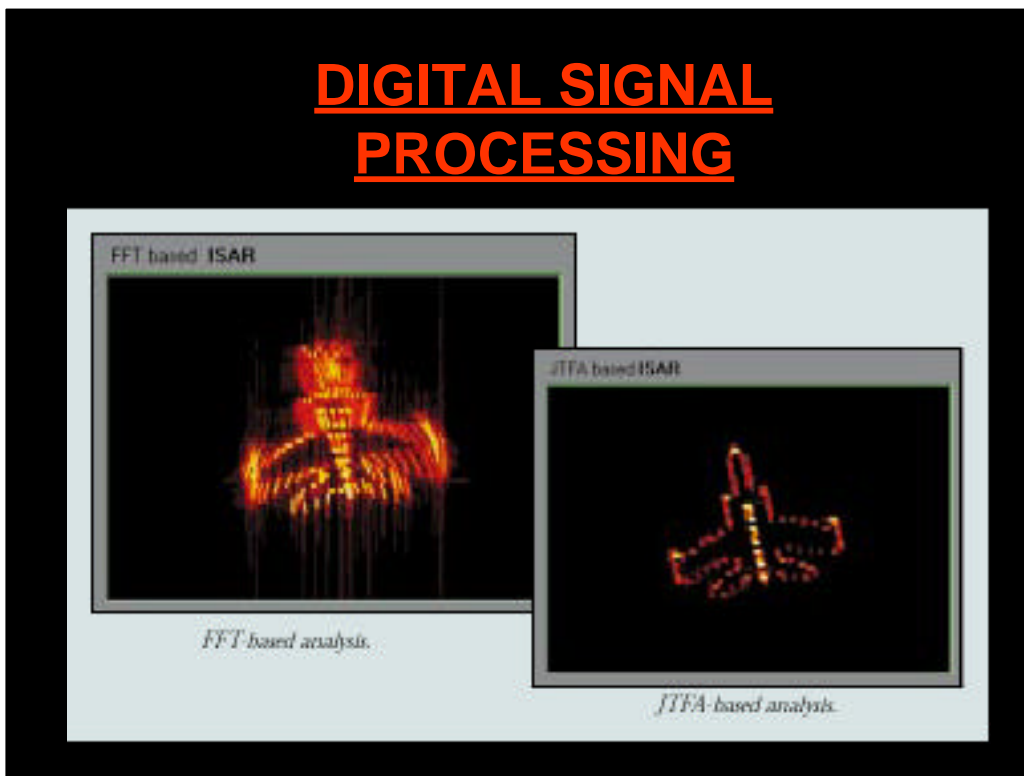 DIGITAL SIGNAL
PROCESSING
FFT based ISAR
JTFA based ISAR
FFT-based analysis.
JTFA-based analysis.